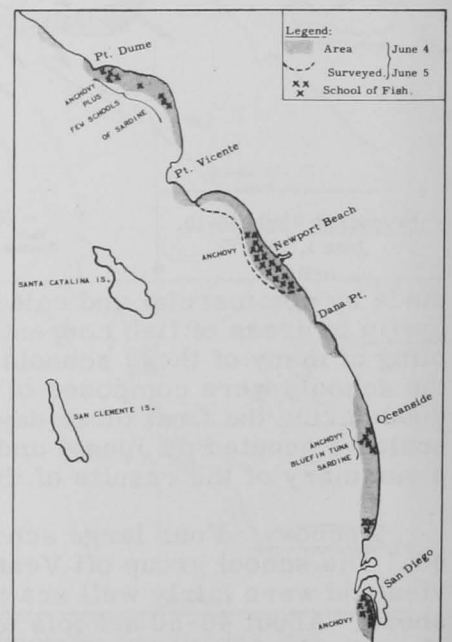 Legend:
Area } June 4
Surveyed. } June 5
School of Fish.
Pt. Dume
ANCHOVY
PLUS
FEW SCHOOLS
OF SARDINE
Pt. Vicente
Newport Beach
ANCHOVY
SANTA CATALINA IS.
Dana Pt.
SAN CLEMENTE IS.
Oceanside
ANCHOVY
BLUEFIN TUNA
SARDINE
San Diego
ANCHOVY